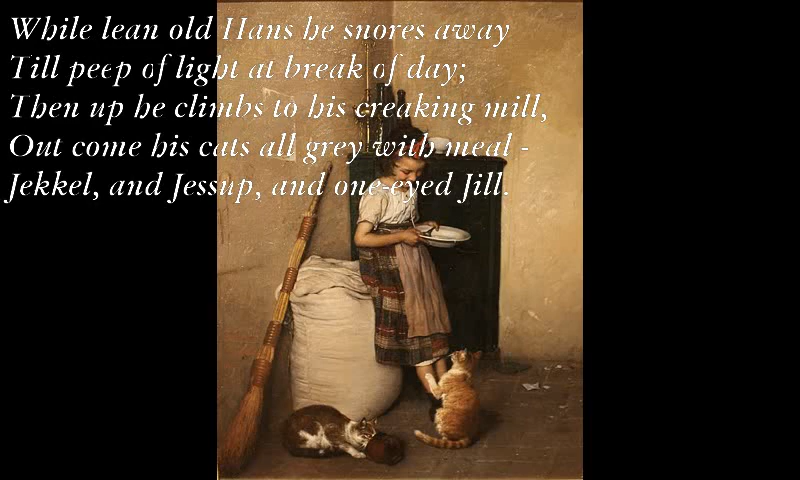 While lean old Hans he snores away
Till peep of light at break of day;
Then up he climbs to his creaking mill,
Out come his cats all grey with meal -
Jekkel, and Jessup, and one-eyed Jill.